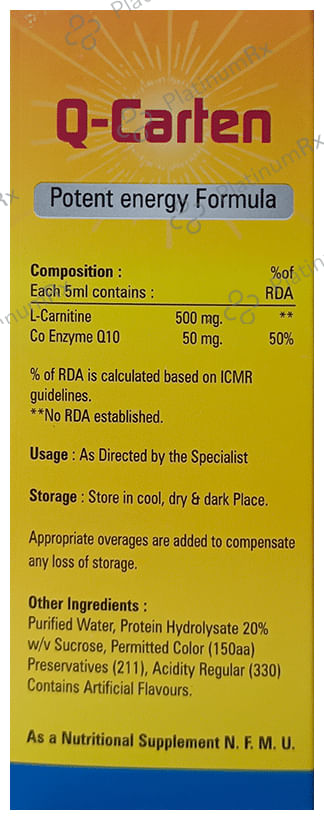 Q-Carten
Potent energy Formula
Composition : %of
Each 5ml contains : RDA
L-Carnitine 500 mg. **
Co Enzyme Q10 50 mg. 50%
% of RDA is calculated based on ICMR
guidelines.
**No RDA established.
Usage : As Directed by the Specialist
Storage : Store in cool, dry & dark Place.
Appropriate overages are added to compensate
any loss of storage.
Other Ingredients :
Purified Water, Protein Hydrolysate 20%
w/v Sucrose, Permitted Color (150aa)
Preservatives (211), Acidity Regular (330)
Contains Artificial Flavours.
As a Nutritional Supplement N. F. M. U.
PlatinumRx
PlatinumRx
PlatinumRx